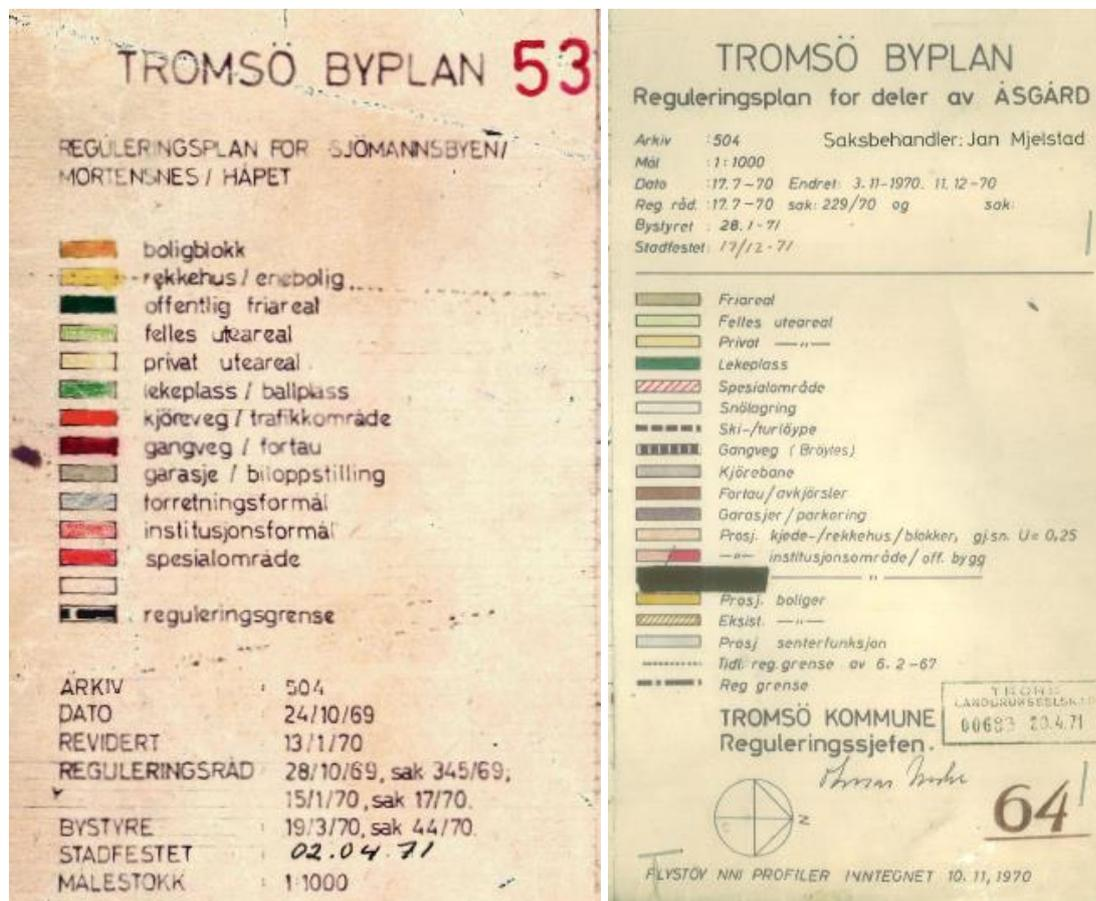 TROMSÖ BYPLAN 53
REGULERINGSPLAN FOR SJÖMANNSBYEN/
MORTENSNES / HÅPET
boligblokk
rekkehus / enebolig
offentlig friareal
felles uteareal
privat uteareal
lekeplass / ballplass
kjöreveg / trafikkområde
gangveg / fortau
garasje / biloppstilling
forretningsformål
institusjonsformål
spesialområde
reguleringsgrense
ARKIV : 504
DATO 24/10/69
REVIDERT 13/1/70
REGULERINGSRÅD 28/10/69, sak 345/69;
15/1/70, sak 17/70.
BYSTYRE : 19/3/70, sak 44/70.
STADFESTET : 02.04.71
MÅLESTOKK : 1:1000
TROMSÖ BYPLAN
Reguleringsplan for deler av ÅSGÅRD
Arkiv :504 Saksbehandler: Jan Mjelstad
Mål :1:1000
Dato :17.7-70 Endret: 3.11-1970. 11.12-70
Reg. råd. :17.7-70 sak: 229/70 og sak:
Bystyret : 28.1-71
Stadfestet: 17/12-71
Friareal
Felles uteareal
Privat —"—
Lekeplass
Spesialområde
Snölagring
Ski-/turlöype
Gangveg (Bröytes)
Kjörebane
Fortau/avkjörsler
Garasjer/parkering
Prosj. kjede-/rekkehus/blokker, gj.sn. U=0,25
—"— institusjonsområde/off. bygg
—"—
Prosj. boliger
Eksist. —"—
Prosj senterfunksjon
Tidl. reg.grense av 6.2-67
Reg grense
TROMSÖ KOMMUNE
Reguleringssjefen.
TROMS
00683 20.4.71
N
64
FLYSTÖY NNI PROFILER INNTEGNET 10.11,1970